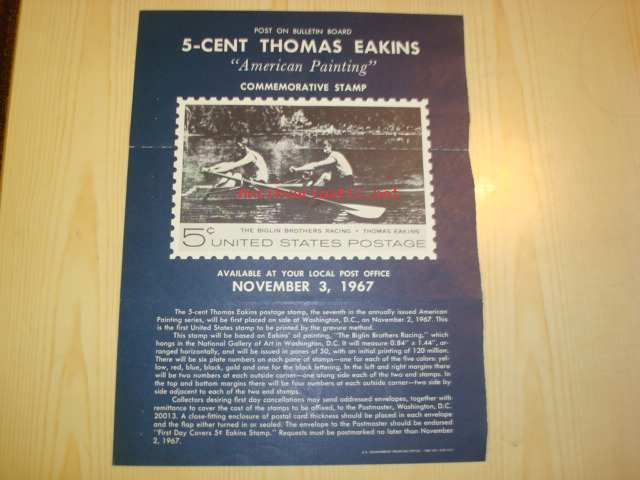 POST ON BULLETIN BOARD
5-CENT THOMAS EAKINS
"American Painting"
COMMEMORATIVE STAMP
5¢ THE BIGLIN BROTHERS RACING • THOMAS EAKINS
UNITED STATES POSTAGE
AVAILABLE AT YOUR LOCAL POST OFFICE
NOVEMBER 3, 1967
The 5-cent Thomas Eakins postage stamp, the seventh in the annually issued American
Painting series, will be first placed on sale at Washington, D.C., on November 2, 1967. This
is the first United States stamp to be printed by the gravure method.
This stamp will be based on Eakins' oil painting, "The Biglin Brothers Racing," which
hangs in the National Gallery of Art in Washington, D.C. It will measure 0.84" x 1.44", ar-
ranged horizontally, and will be issued in panes of 50, with an initial printing of 120 million.
There will be six plate numbers on each pane of stamps—one for each of the five colors, yel-
low, red, blue, black, gold and one for the black lettering. In the left and right margins there
will be two numbers at each outside corner—one along side each of the two end stamps. In
the top and bottom margins there will be four numbers at each outside corner—two side by
side adjacent to each of the two end stamps.
Collectors desiring first day cancellations may send addressed envelopes, together with
remittance to cover the cost of the stamps to be affixed, to the Postmaster, Washington, D.C.
20013. A close-fitting enclosure of postal card thickness should be placed in each envelope
and the flap either turned in or sealed. The envelope to the Postmaster should be endorsed
"First Day Covers 5¢ Eakins Stamp." Requests must be postmarked no later than November
2, 1967.